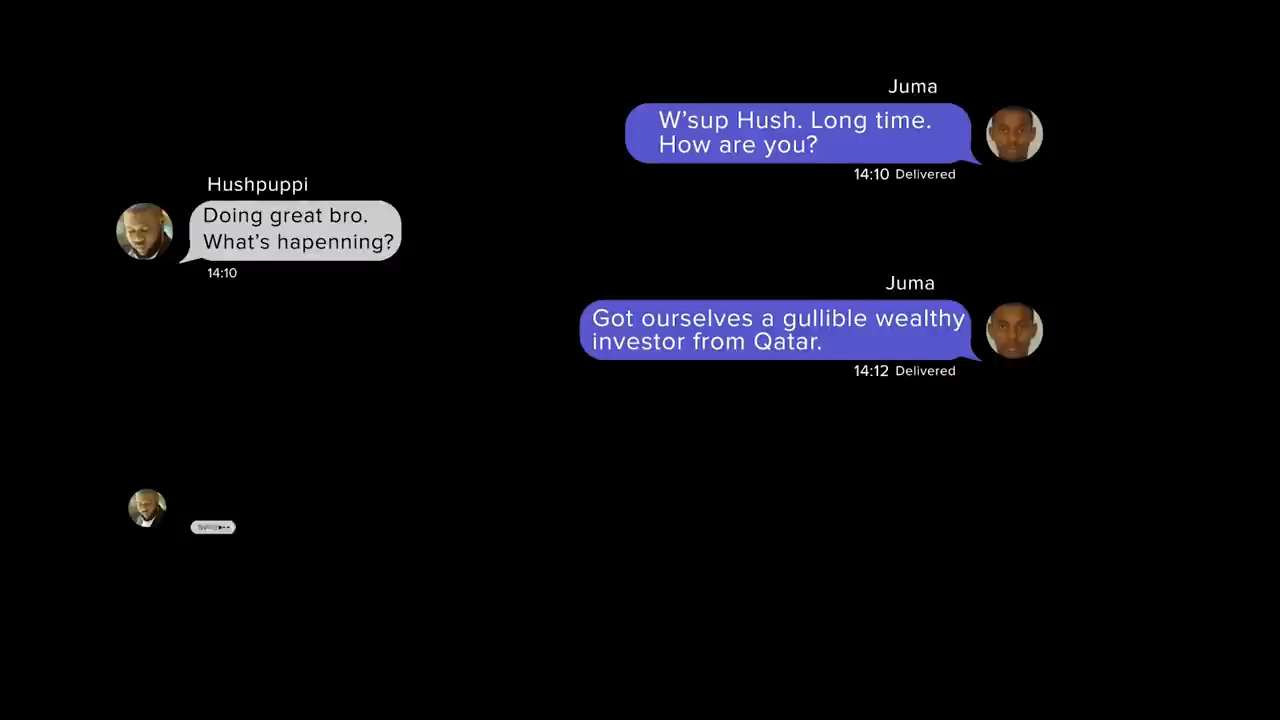 Juma
W’sup Hush. Long time.
How are you?
14:10 Delivered
Hushpuppi
Doing great bro.
What’s hapenning?
14:10
Juma
Got ourselves a gullible wealthy
investor from Qatar.
14:12 Delivered